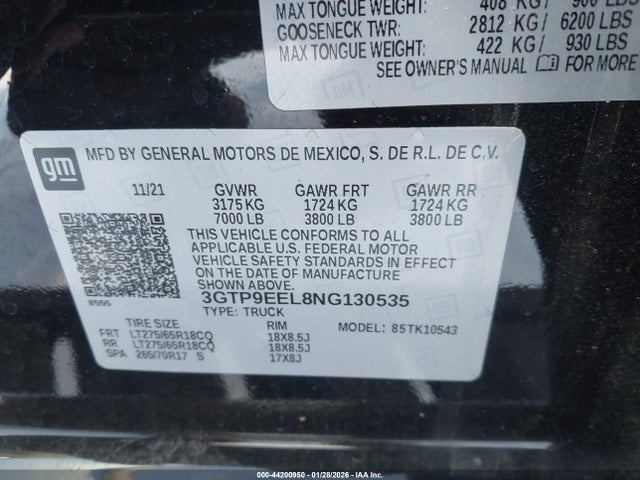 MAX TONGUE WEIGHT: 408 KG/ 900 LBS
GOOSENECK TWR: 2812 KG/ 6200 LBS
MAX TONGUE WEIGHT: 422 KG/ 930 LBS
SEE OWNER'S MANUAL FOR MORE
gm
MFD BY GENERAL MOTORS DE MEXICO, S. DE R.L. DE C.V.
11/21 GVWR GAWR FRT GAWR RR
3175 KG 1724 KG 1724 KG
7000 LB 3800 LB 3800 LB
THIS VEHICLE CONFORMS TO ALL
APPLICABLE U.S. FEDERAL MOTOR
VEHICLE SAFETY STANDARDS IN EFFECT
ON THE DATE OF MANUFACTURE
SHOWN ABOVE.
3GTP9EEL8NG130535
TYPE: TRUCK
TIRE SIZE RIM MODEL: 85TK10543
FRT LT275/65R18CQ 18X8.5J
RR LT275/65R18CQ 18X8.5J
SPA 265/70R17 S 17X8J
000-44200950 | 01/28/2026 - IAA.COM